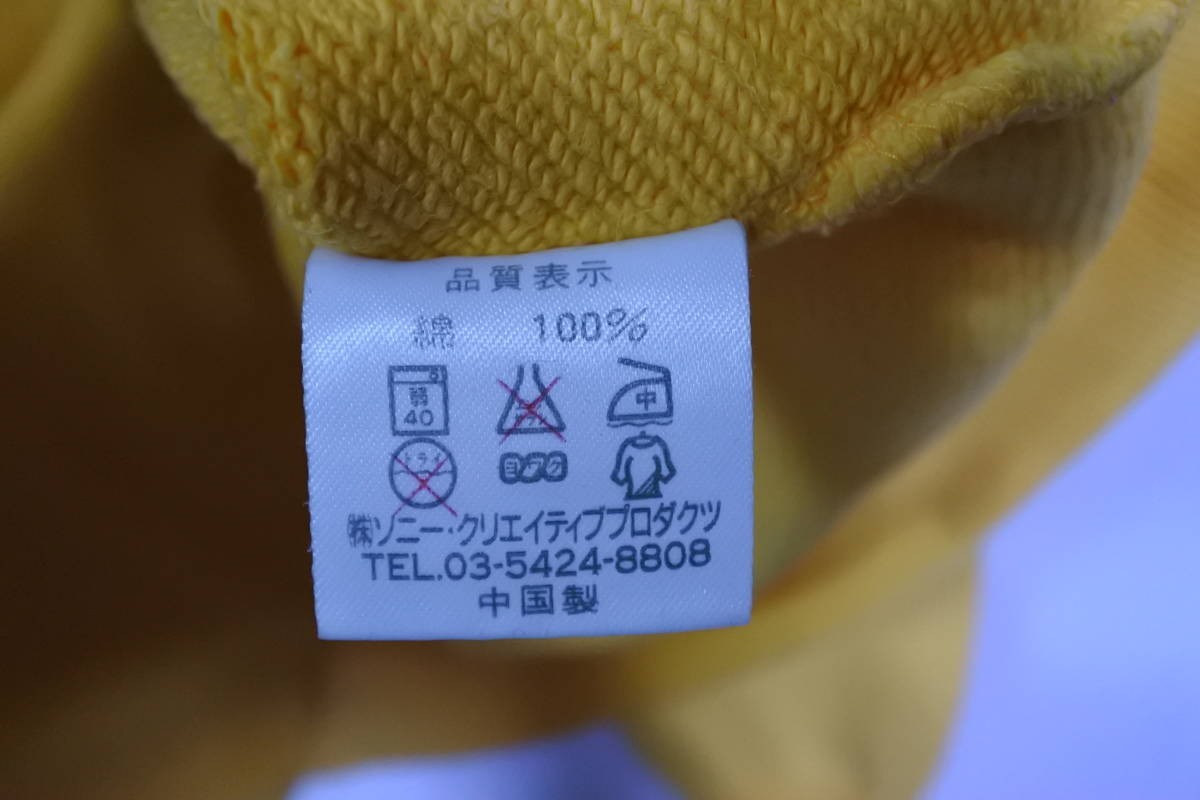 品質表示
綿 100%
弱 中
40
ドライ ヨワク
㈱ソニー・クリエイティブプロダクツ
TEL.03-5424-8808
中国製